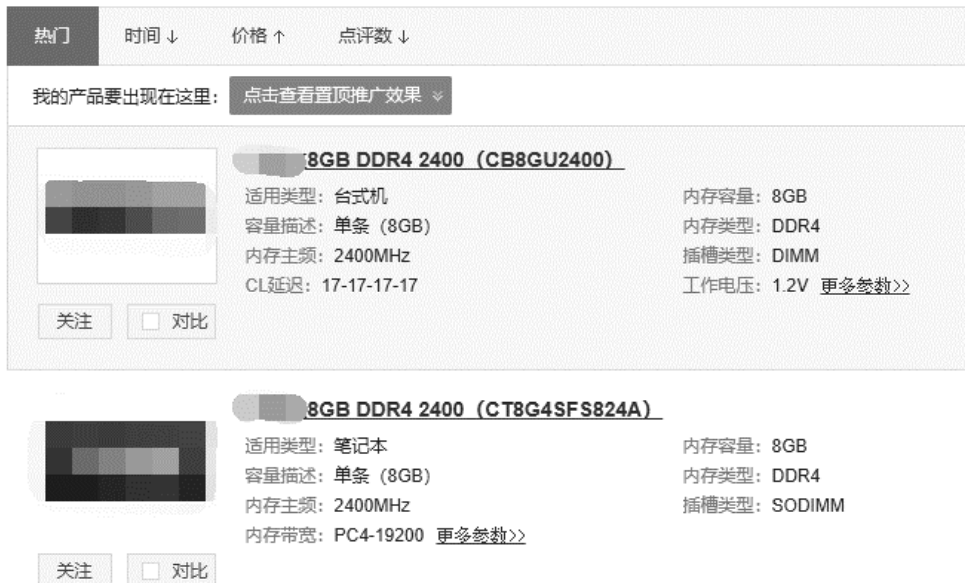 热门 时间↓ 价格↑ 点评数↓
我的产品要出现在这里： 点击查看置顶推广效果
8GB DDR4 2400（CB8GU2400）
适用类型：台式机 内存容量：8GB
容量描述：单条（8GB） 内存类型：DDR4
内存主频：2400MHz 插槽类型：DIMM
CL延迟：17-17-17-17 工作电压：1.2V 更多参数>>
关注 对比
8GB DDR4 2400（CT8G4SFS824A）
适用类型：笔记本 内存容量：8GB
容量描述：单条（8GB） 内存类型：DDR4
内存主频：2400MHz 插槽类型：SODIMM
内存带宽：PC4-19200 更多参数>>
关注 对比